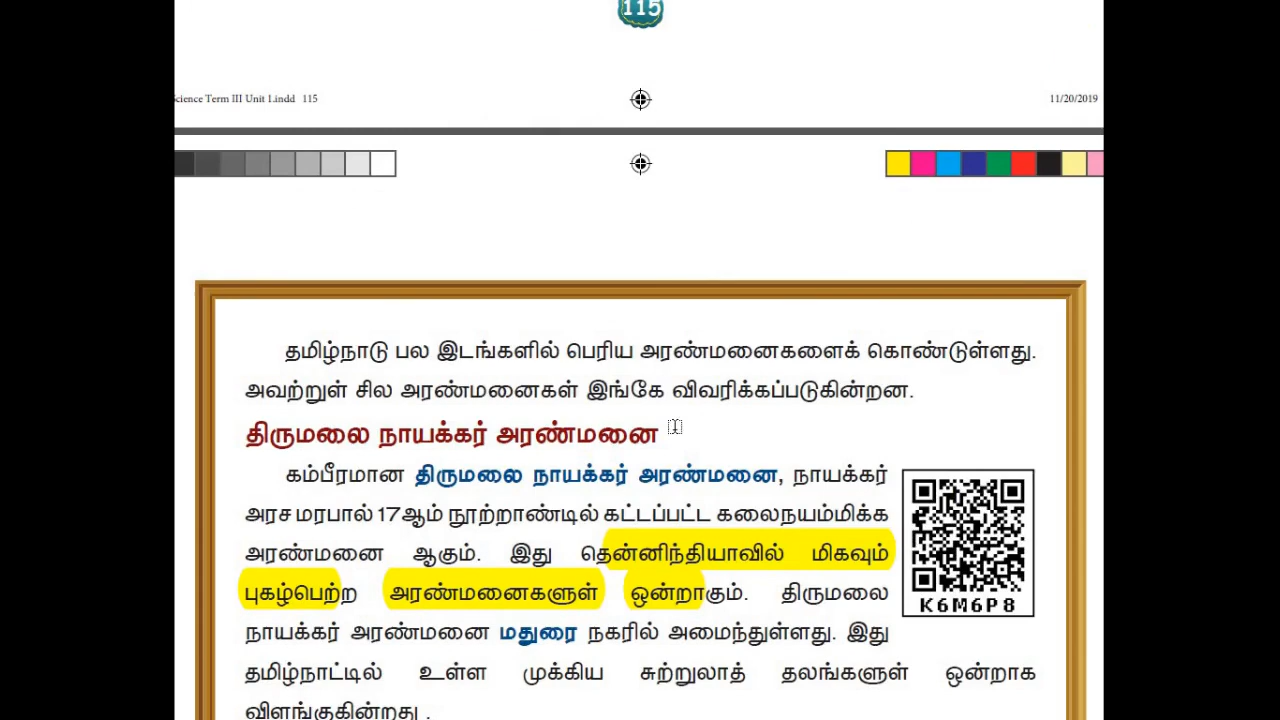 115
Science Term III Unit 1.indd 115
11/20/2019
தமிழ்நாடு பல இடங்களில் பெரிய அரண்மனைகளைக் கொண்டுள்ளது.
அவற்றுள் சில அரண்மனைகள் இங்கே விவரிக்கப்படுகின்றன.
திருமலை நாயக்கர் அரண்மனை
கம்பீரமான திருமலை நாயக்கர் அரண்மனை, நாயக்கர்
அரச மரபால் 17ஆம் நூற்றாண்டில் கட்டப்பட்ட கலைநயம்மிக்க
அரண்மனை ஆகும். இது தென்னிந்தியாவில் மிகவும்
புகழ்பெற்ற அரண்மனைகளுள் ஒன்றாகும். திருமலை
K6M6P8
நாயக்கர் அரண்மனை மதுரை நகரில் அமைந்துள்ளது. இது
தமிழ்நாட்டில் உள்ள முக்கிய சுற்றுலாத் தலங்களுள் ஒன்றாக
விளங்குகின்றது .